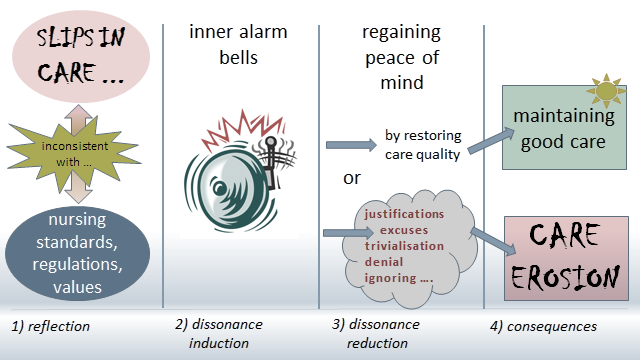 SLIPS IN
CARE ...
inconsistent
with ...
nursing
standards,
regulations,
values
1) reflection
inner alarm
bells
2) dissonance
induction
regaining
peace of
mind
by restoring
care quality
or
justifications
excuses
trivialisation
denial
ignoring ....
3) dissonance
reduction
maintaining
good care
CARE
EROSION
4) consequences